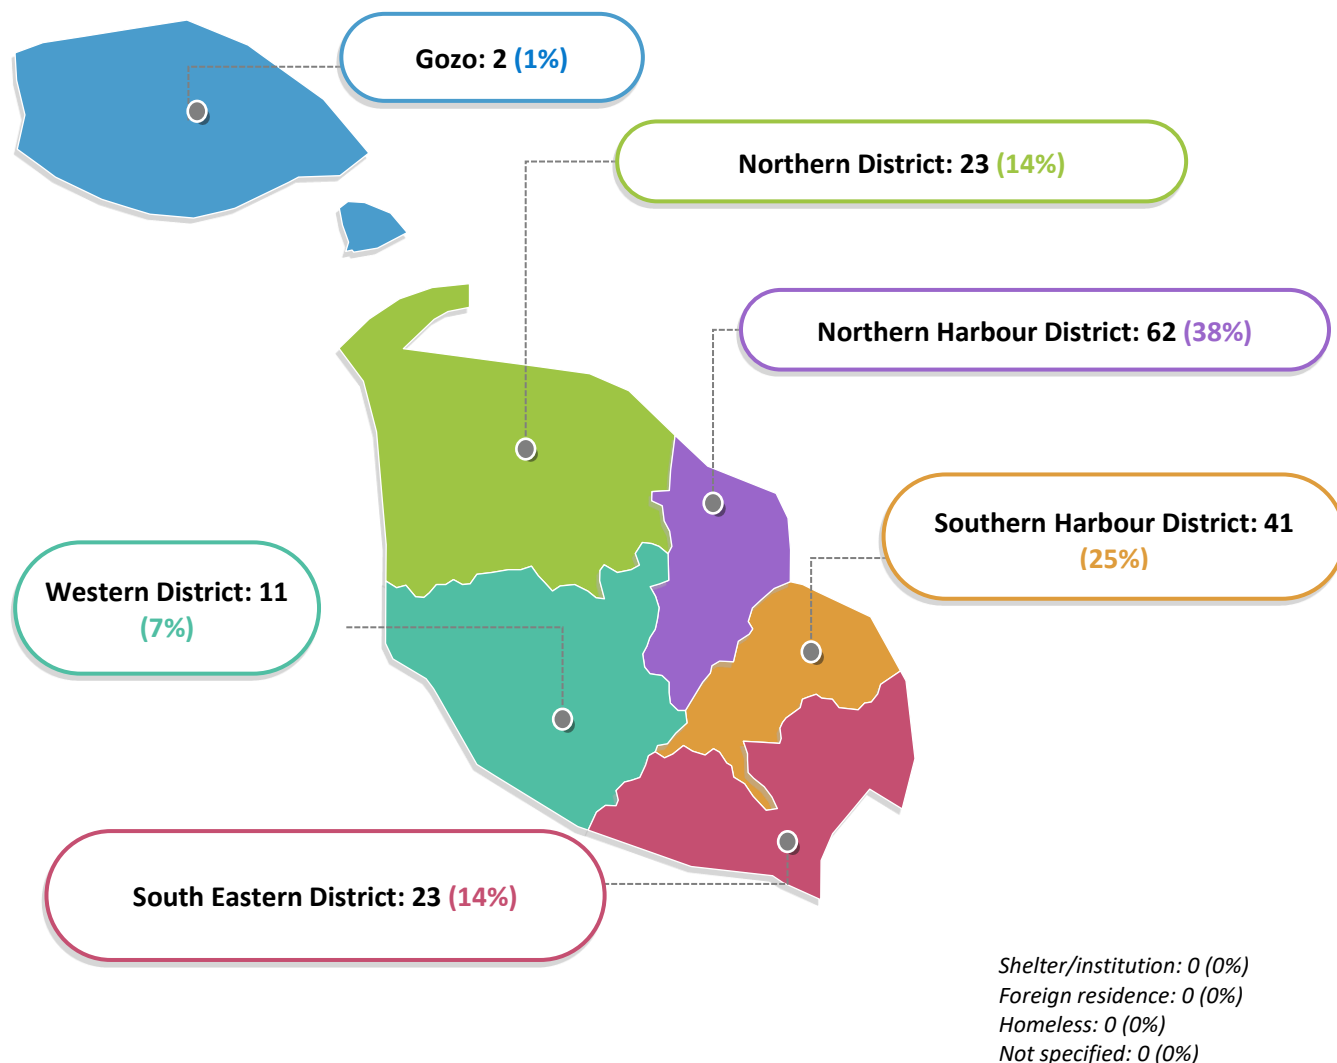 Gozo: 2 (1%)
Northern District: 23 (14%)
Northern Harbour District: 62 (38%)
Southern Harbour District: 41
(25%)
Western District: 11
(7%)
South Eastern District: 23 (14%)
Shelter/institution: 0 (0%)
Foreign residence: 0 (0%)
Homeless: 0 (0%)
Not specified: 0 (0%)